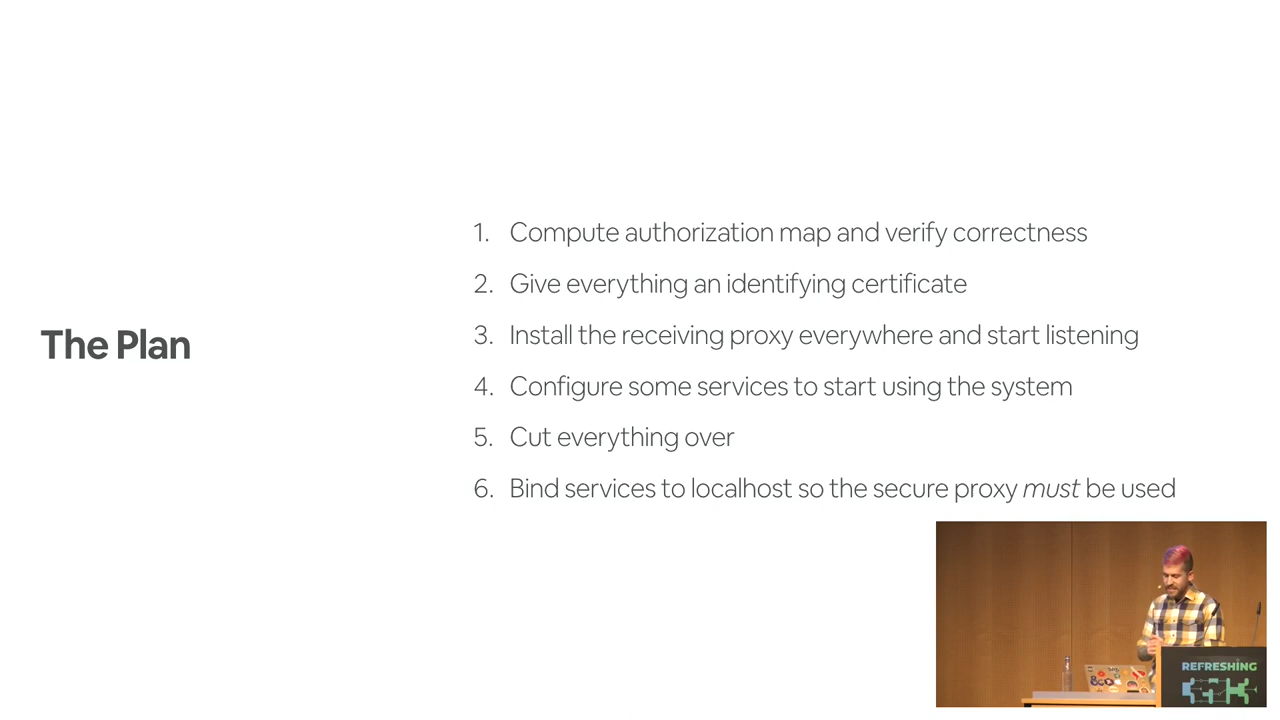 The Plan
1. Compute authorization map and verify correctness
2. Give everything an identifying certificate
3. Install the receiving proxy everywhere and start listening
4. Configure some services to start using the system
5. Cut everything over
6. Bind services to localhost so the secure proxy must be used
REFRESHING